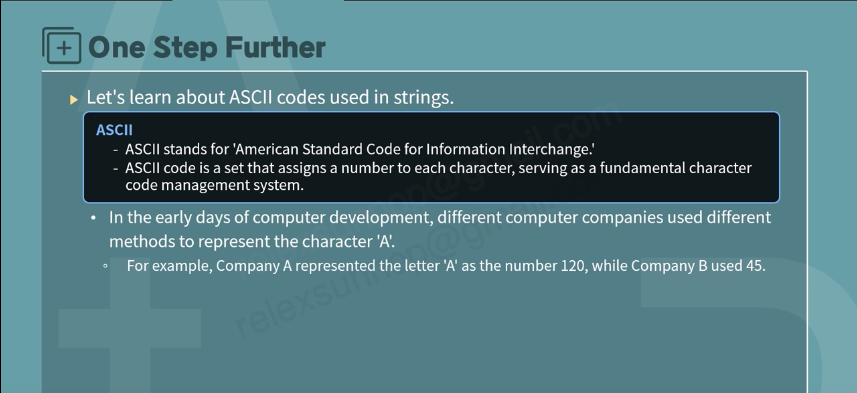 One Step Further
Let's learn about ASCII codes used in strings.
ASCII
- ASCII stands for 'American Standard Code for Information Interchange.'
- ASCII code is a set that assigns a number to each character, serving as a fundamental character
code management system.
• In the early days of computer development, different computer companies used different
methods to represent the character 'A'.
◦ For example, Company A represented the letter 'A' as the number 120, while Company B used 45.